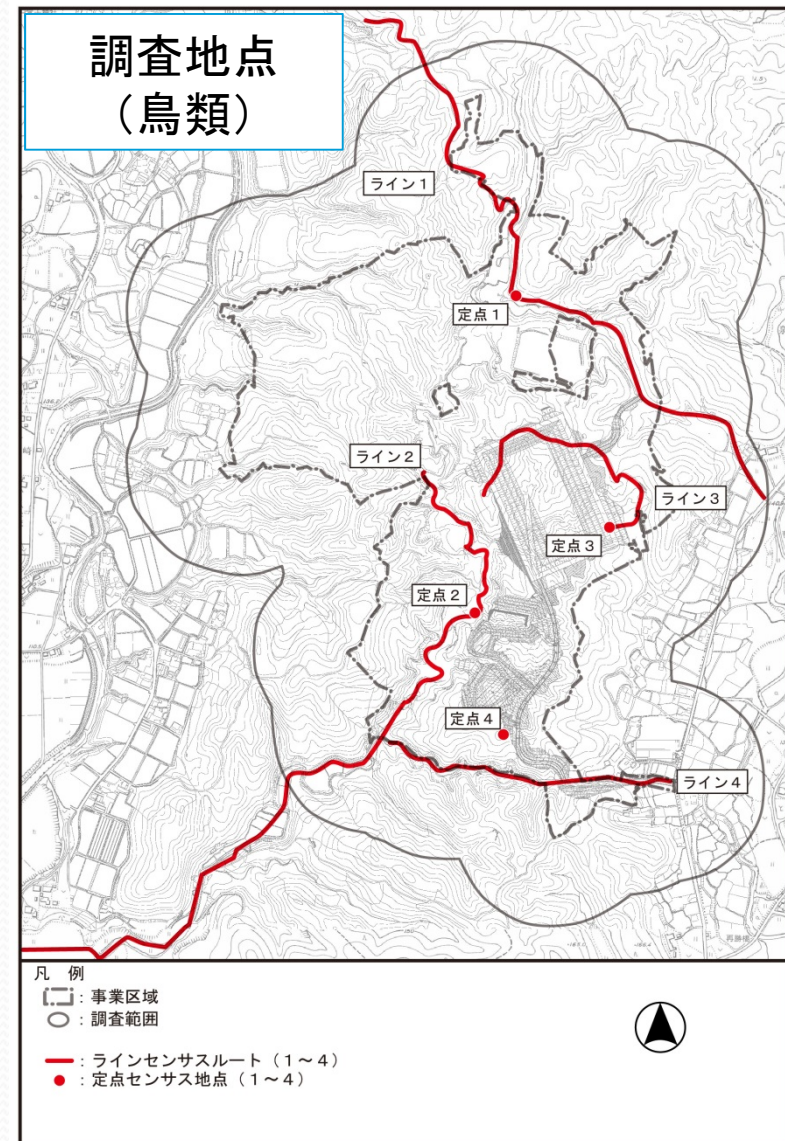 調査地点
（鳥類）
ライン１
定点１
ライン２
ライン３
定点３
定点２
定点４
ライン４
凡　例
：事業区域
：調査範囲
：ラインセンサスルート（１～４）
：定点センサス地点（１～４）